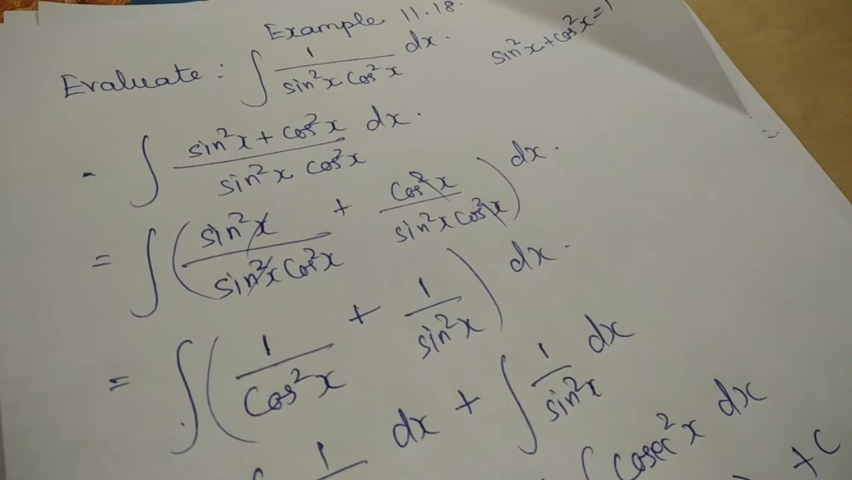 Example 11.18.
Evaluate : ∫ 1/(sin²x cos²x) dx.
sin²x + cos²x = 1
- ∫ (sin²x + cos²x)/(sin²x cos²x) dx.
= ∫ (sin²x/(sin²x cos²x) + cos²x/(sin²x cos²x)) dx.
= ∫ (1/cos²x + 1/sin²x) dx.
∫ 1 dx + ∫ 1/sin²x dx
∫ cosec²x dx
+ C